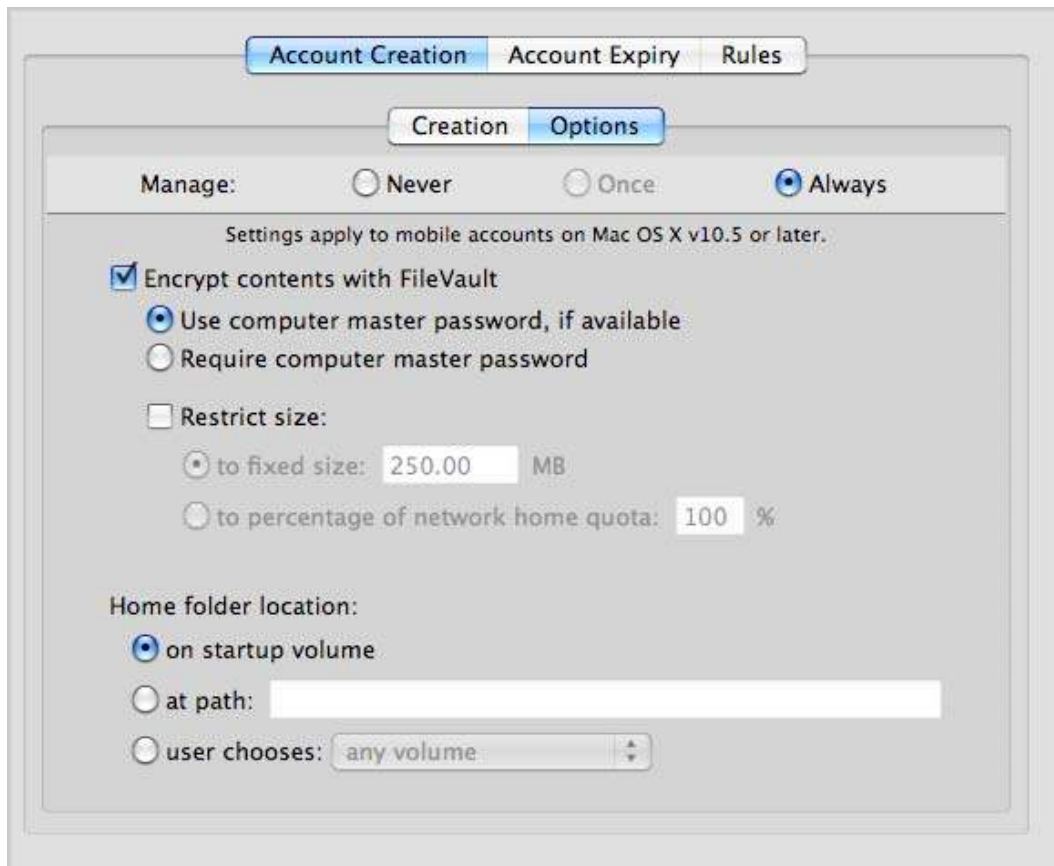 Account Creation Account Expiry Rules
Creation Options
Manage: Never Once Always
Settings apply to mobile accounts on Mac OS X v10.5 or later.
Encrypt contents with FileVault
Use computer master password, if available
Require computer master password
Restrict size:
to fixed size: 250.00 MB
to percentage of network home quota: 100 %
Home folder location:
on startup volume
at path:
user chooses: any volume